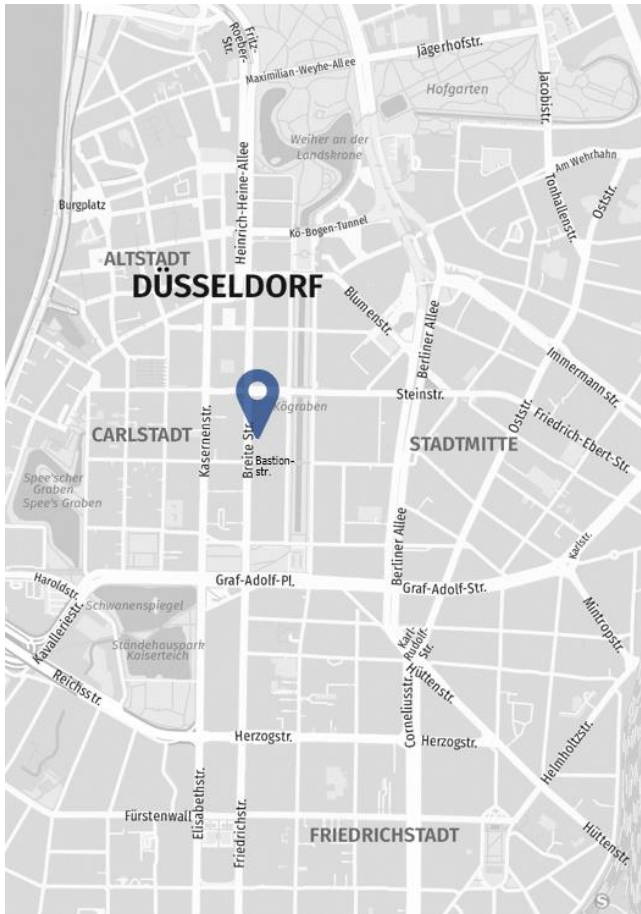 Fritz-
Roeber-
Str.
Jägerhofstr.
Maximilian-Weyhe-Allee
Hofgarten
Jacobistr.
Weiher an der
Landskrone
Am Wehrhahn
Heinrich-Heine-Allee
Tonhallenstr.
Oststr.
Burgplatz
Kö-Bogen-Tunnel
ALTSTADT
DÜSSELDORF
Blumenstr.
Berliner Allee
Immermannstr.
Steinstr.
Kögraben
Oststr.
Friedrich-Ebert-Str.
CARLSTADT
Kasernenstr.
Breite Str.
STADTMITTE
Bastion-
str.
Spee'scher
Graben
Spee's Graben
Berliner Allee
Karlstr.
Haroldstr.
Graf-Adolf-Pl.
Graf-Adolf-Str.
Schwanenspiegel
Mintropstr.
Kavalleriestr.
Ständehauspark
Kaiserteich
Karl-
Rudolf-
Str.
Reichsstr.
Hüttenstr.
Corneliusstr.
Herzogstr.
Herzogstr.
Helmholtzstr.
Fürstenwall
Elisabethstr.
Friedrichstr.
FRIEDRICHSTADT
Hüttenstr.
S